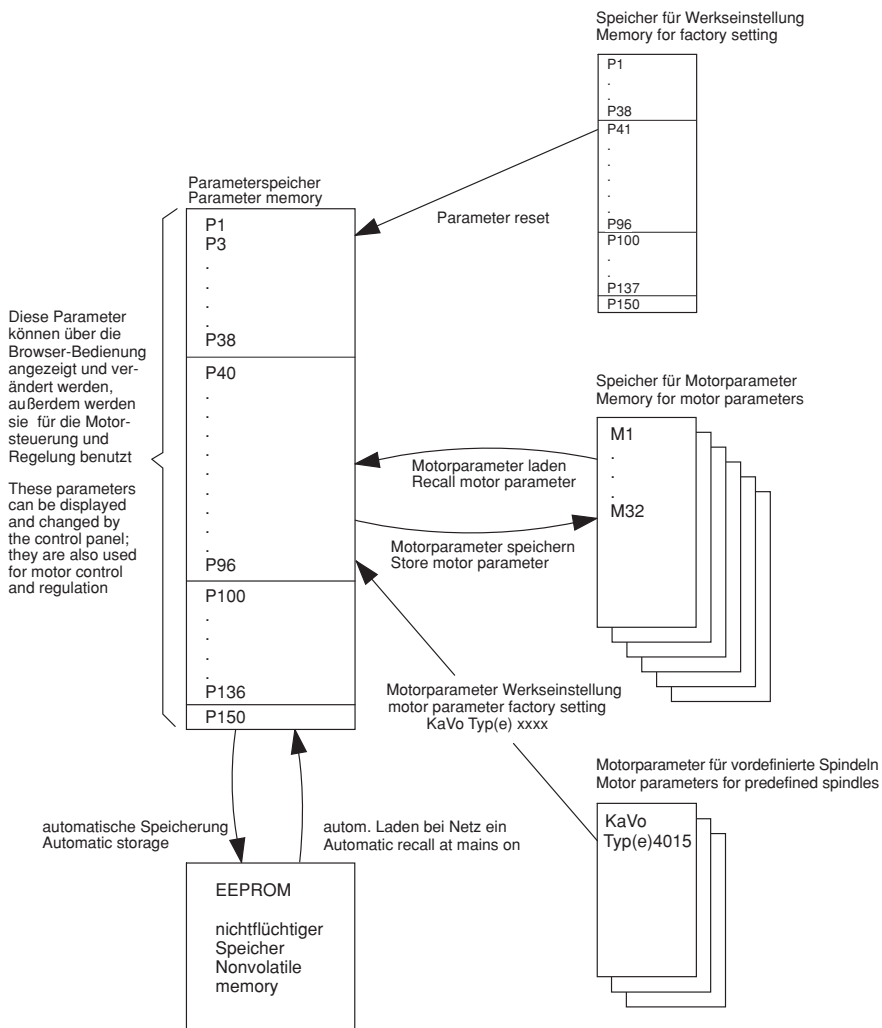 Speicher für Werkseinstellung
Memory for factory setting
P1
.
.
P38
P41
.
.
.
.
.
P96
P100
.
.
P137
P150
Parameter reset
Parameterspeicher
Parameter memory
P1
P3
.
.
.
.
P38
P40
.
.
.
.
.
.
.
.
.
P96
P100
.
.
.
.
P136
P150
Diese Parameter
können über die
Browser-Bedienung
angezeigt und ver-
ändert werden,
außerdem werden
sie für die Motor-
steuerung und
Regelung benutzt
These parameters
can be displayed
and changed by
the control panel;
they are also used
for motor control
and regulation
Speicher für Motorparameter
Memory for motor parameters
M1
.
.
.
M32
Motorparameter laden
Recall motor parameter
Motorparameter speichern
Store motor parameter
Motorparameter Werkseinstellung
motor parameter factory setting
KaVo Typ(e) xxxx
Motorparameter für vordefinierte Spindeln
Motor parameters for predefined spindles
KaVo
Typ(e)4015
automatische Speicherung
Automatic storage
autom. Laden bei Netz ein
Automatic recall at mains on
EEPROM
nichtflüchtiger
Speicher
Nonvolatile
memory